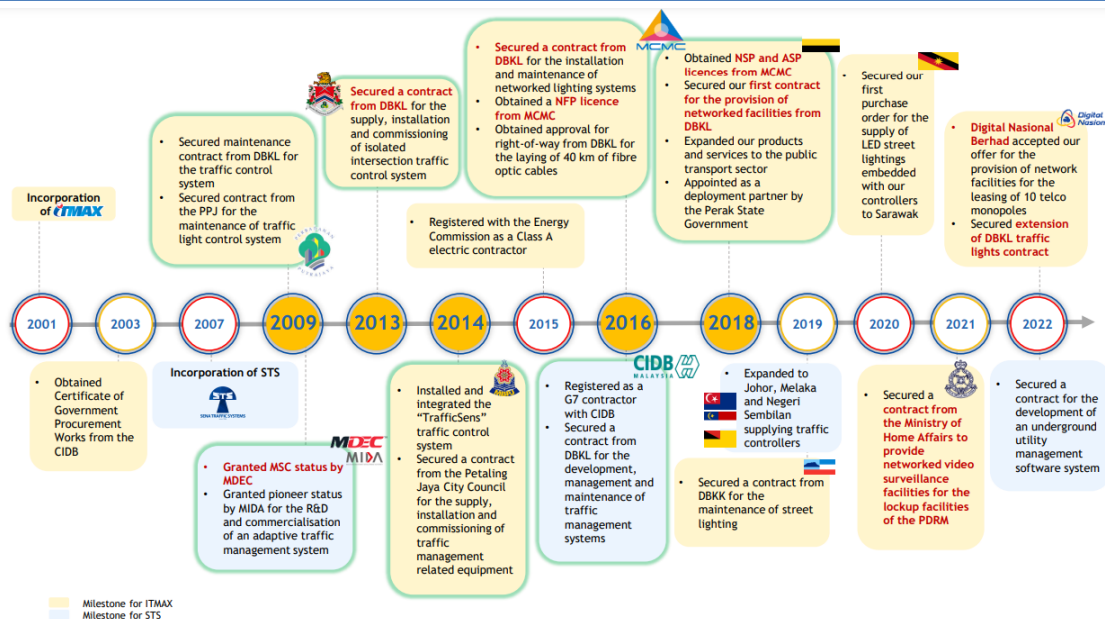 Incorporation
of ITMAX
• Secured maintenance
contract from DBKL for
the traffic control
system
• Secured contract from
the PPJ for the
maintenance of traffic
light control system
Secured a contract
from DBKL for the
supply, installation
and commissioning
of isolated
intersection traffic
control system
• Registered with the Energy
Commission as a Class A
electric contractor
MCMC
• Secured a contract from
DBKL for the installation
and maintenance of
networked lighting systems
• Obtained a NFP licence
from MCMC
• Obtained approval for
right-of-way from DBKL for
the laying of 40 km of fibre
optic cables
• Obtained NSP and ASP
licences from MCMC
• Secured our first contract
for the provision of
networked facilities from
DBKL
• Expanded our products
and services to the public
transport sector
• Appointed as a
deployment partner by
the Perak State
Government
• Secured our
first
purchase
order for the
supply of
LED street
lightings
embedded
with our
controllers
to Sarawak
Digital
Nasion
• Digital Nasional
Berhad accepted our
offer for the
provision of network
facilities for the
leasing of 10 telco
monopoles
• Secured extension
of DBKL traffic
lights contract
2001
2003
2007
2009
2013
2014
2015
2016
2018
2019
2020
2021
2022
• Obtained
Certificate of
Government
Procurement
Works from the
CIDB
Incorporation of STS
STS
SENA TRAFFIC SYSTEMS
MDEC
MIDA
• Granted MSC status by
MDEC
• Granted pioneer status
by MIDA for the R&D
and commercialisation
of an adaptive traffic
management system
• Installed and
integrated the
“TrafficSens”
traffic control
system
• Secured a contract
from the Petaling
Jaya City Council
for the supply,
installation and
commissioning of
traffic
management
related equipment
CIDB
MALAYSIA
• Registered as a
G7 contractor
with CIDB
• Secured a
contract from
DBKL for the
development,
management and
maintenance of
traffic
management
systems
• Expanded to
Johor, Melaka
and Negeri
Sembilan
supplying traffic
controllers
• Secured a contract from
DBKK for the
maintenance of street
lighting
• Secured a
contract from
the Ministry of
Home Affairs to
provide
networked video
surveillance
facilities for the
lockup facilities
of the PDRM
• Secured a
contract for the
development of
an underground
utility
management
software system
Milestone for ITMAX
Milestone for STS